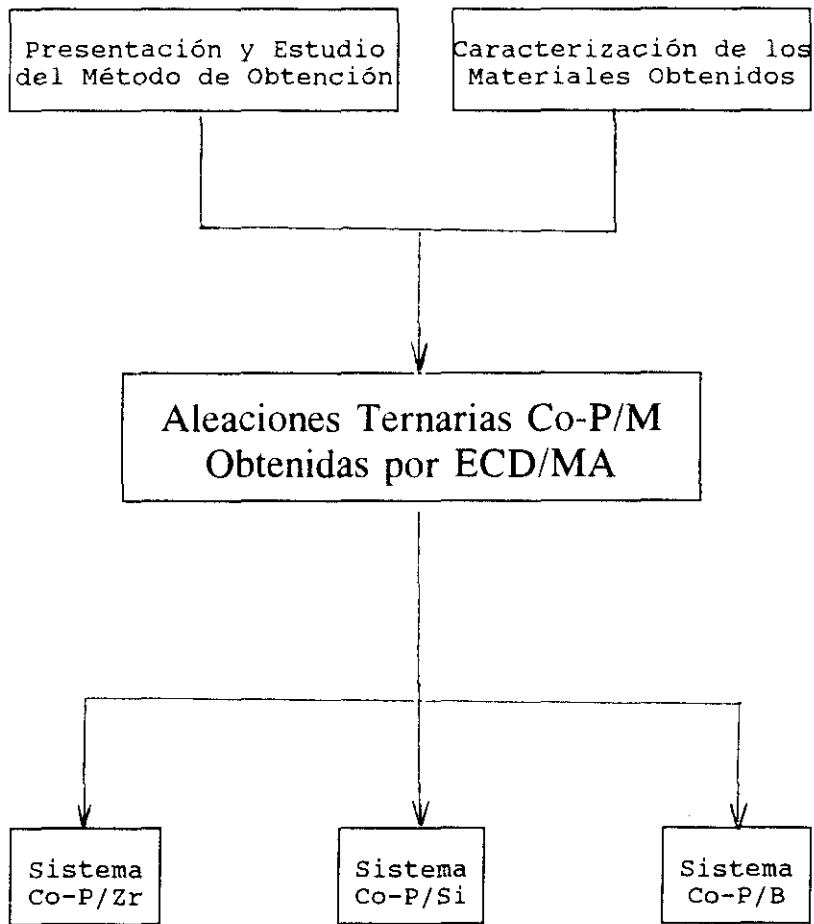 Presentación y Estudio
del Método de Obtención
Caracterización de los
Materiales Obtenidos
Aleaciones Ternarias Co-P/M
Obtenidas por ECD/MA
Sistema
Co-P/Zr
Sistema
Co-P/Si
Sistema
Co-P/B